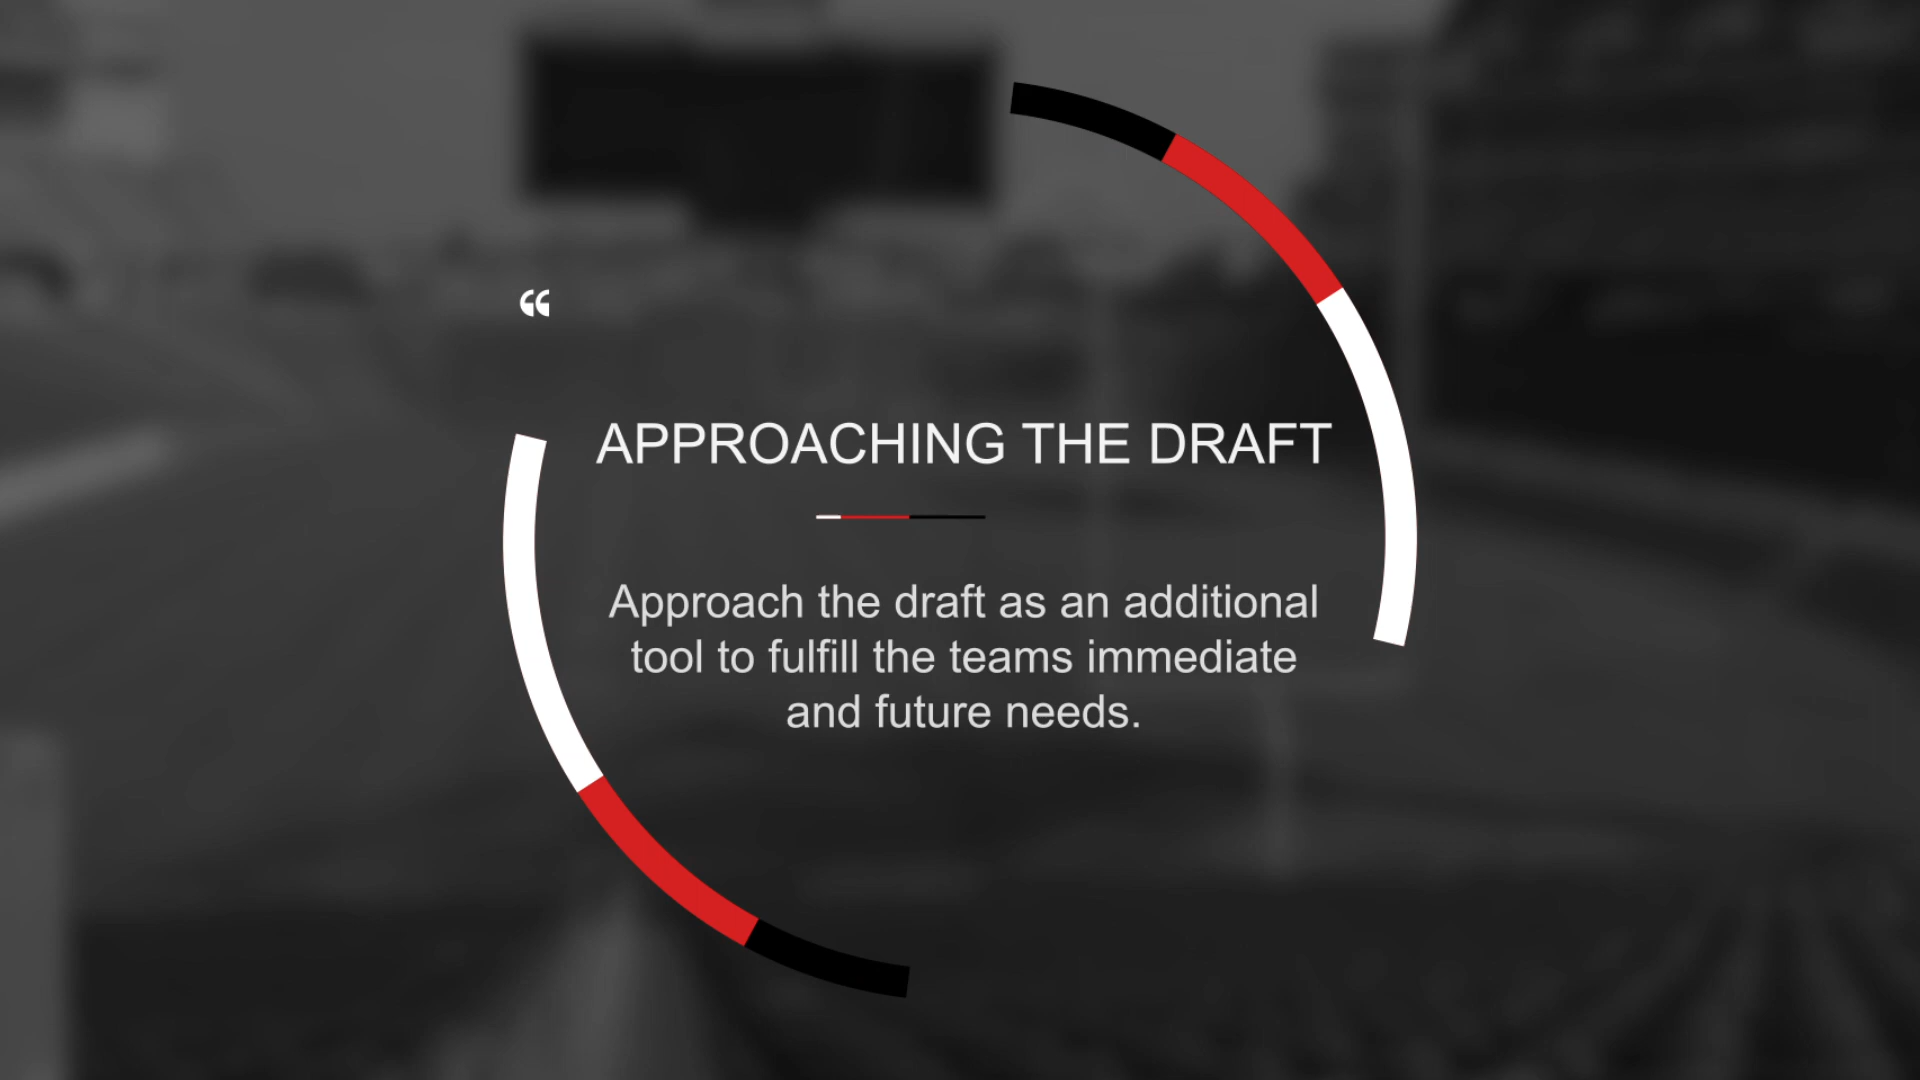 “
APPROACHING THE DRAFT
Approach the draft as an additional
tool to fulfill the teams immediate
and future needs.